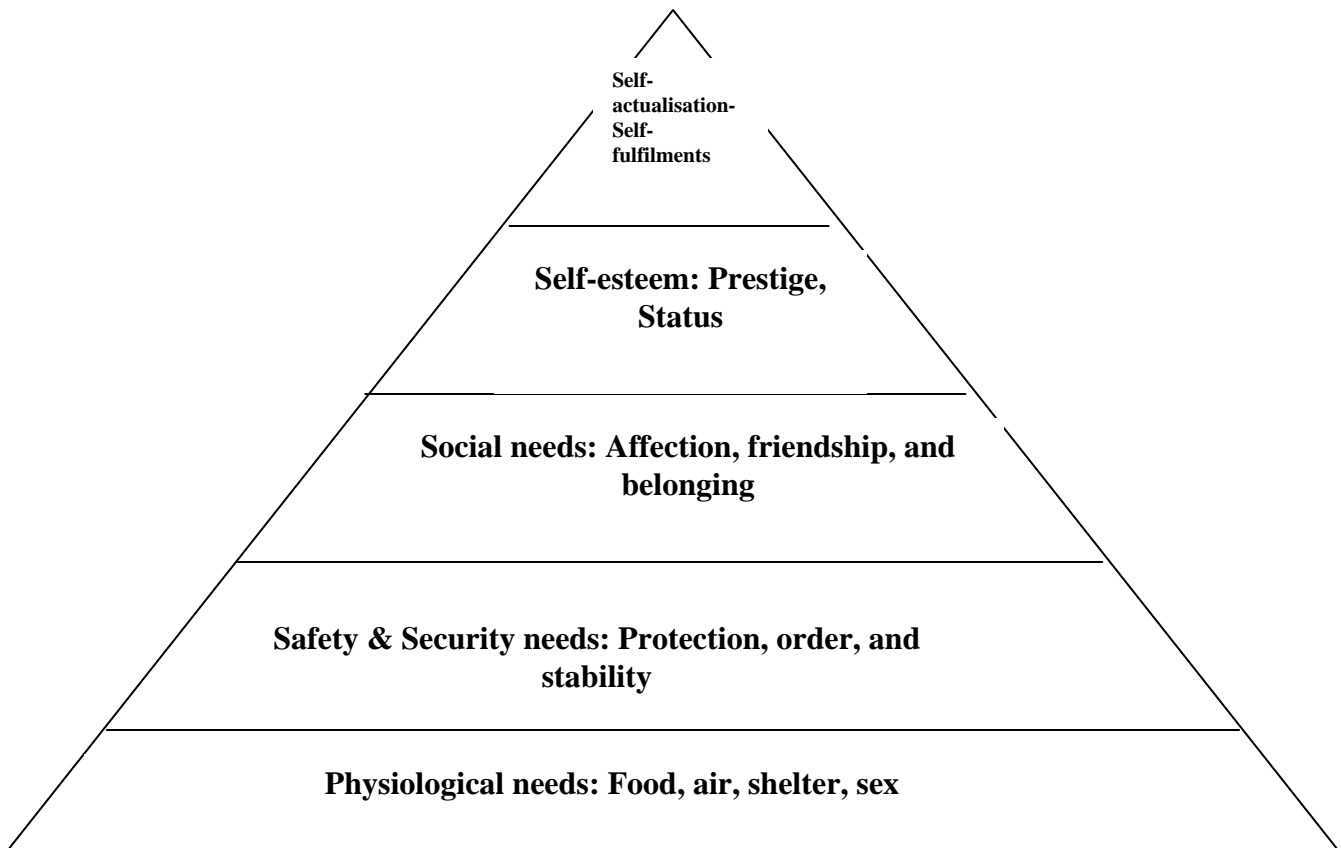 Self-
actualisation-
Self-
fulfilments
Self-esteem: Prestige,
Status
Social needs: Affection, friendship, and
belonging
Safety & Security needs: Protection, order, and
stability
Physiological needs: Food, air, shelter, sex